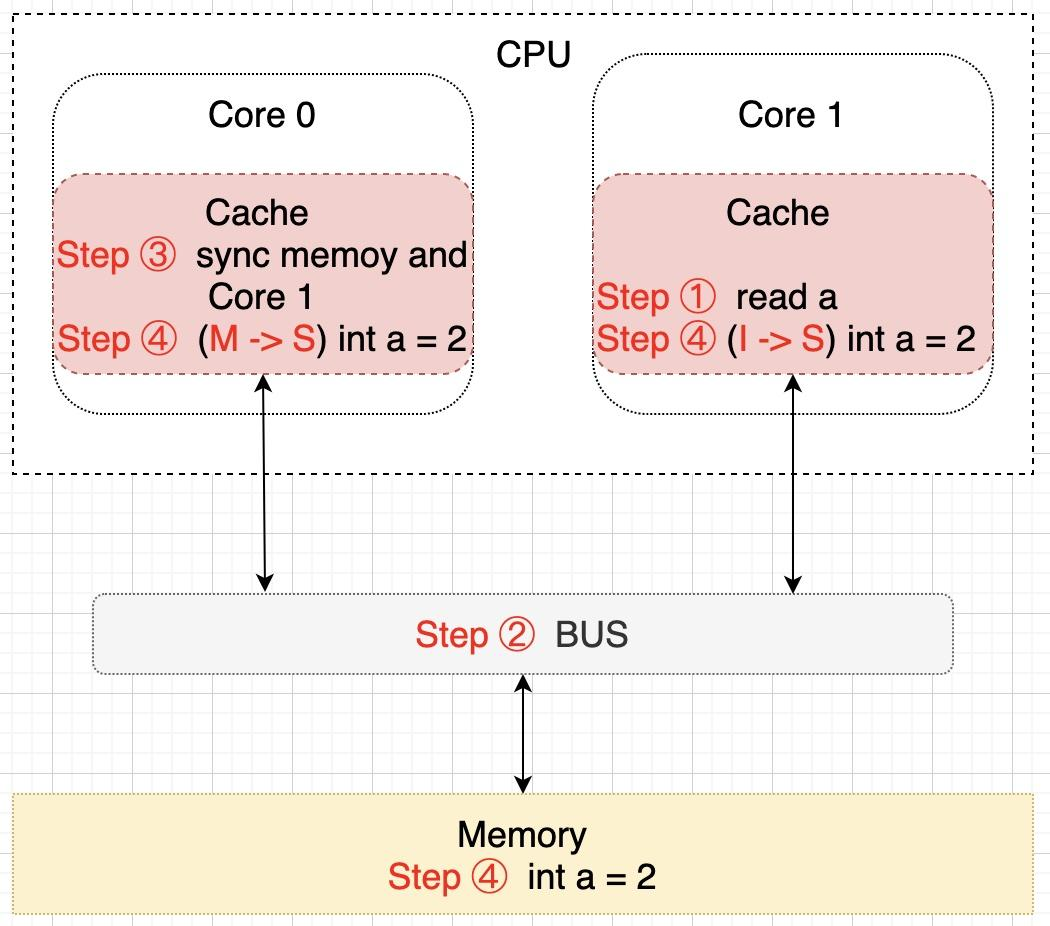 CPU
Core 0
Cache
Step ③ sync memoy and
Core 1
Step ④ (M -> S) int a = 2
Core 1
Cache
Step ① read a
Step ④ (I -> S) int a = 2
Step ② BUS
Memory
Step ④ int a = 2